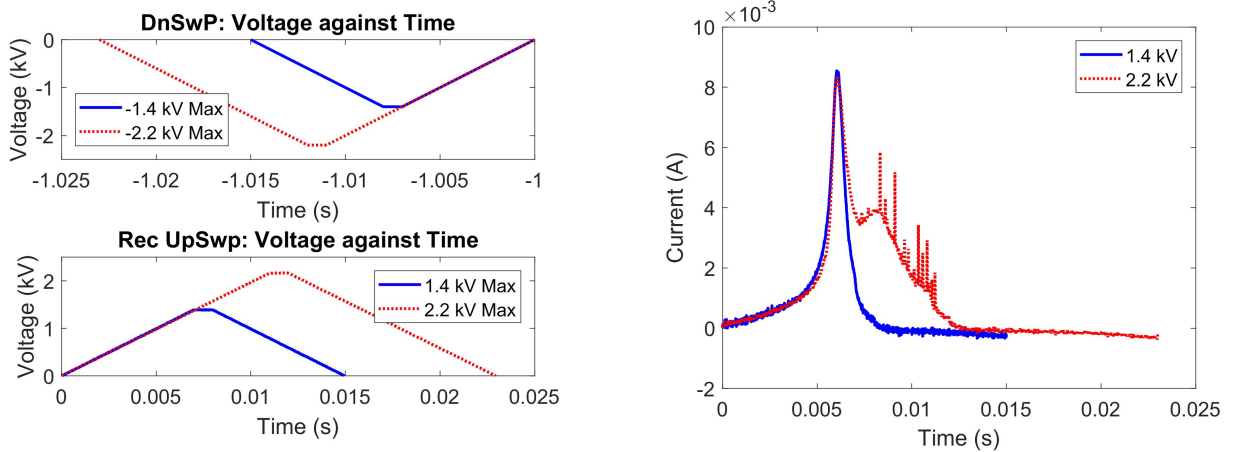 DnSwP: Voltage against Time
Voltage (kV)
0
-1
-2
-1.4 kV Max
-2.2 kV Max
-1.025
-1.02
-1.015
-1.01
-1.005
-1
Time (s)
Rec UpSwp: Voltage against Time
Voltage (kV)
2
1
0
1.4 kV Max
2.2 kV Max
0
0.005
0.01
0.015
0.02
0.025
Time (s)
×10⁻³
Current (A)
10
8
6
4
2
0
-2
1.4 kV
2.2 kV
0
0.005
0.01
0.015
0.02
0.025
Time (s)